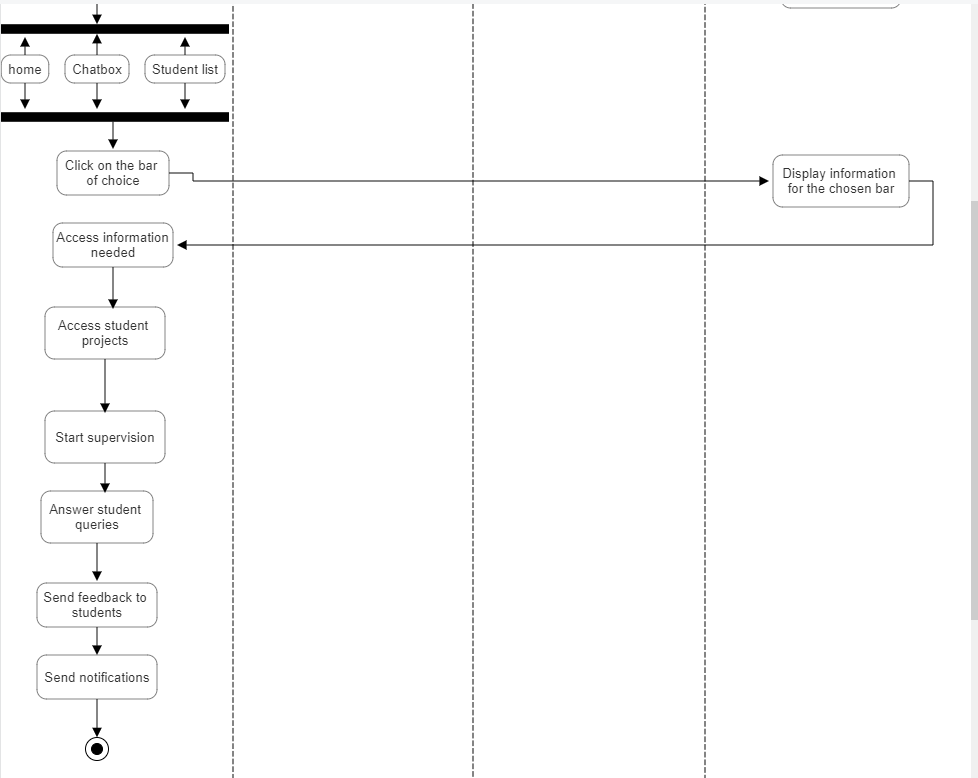 home
Chatbox
Student list
Click on the bar
of choice
Display information
for the chosen bar
Access information
needed
Access student
projects
Start supervision
Answer student
queries
Send feedback to
students
Send notifications